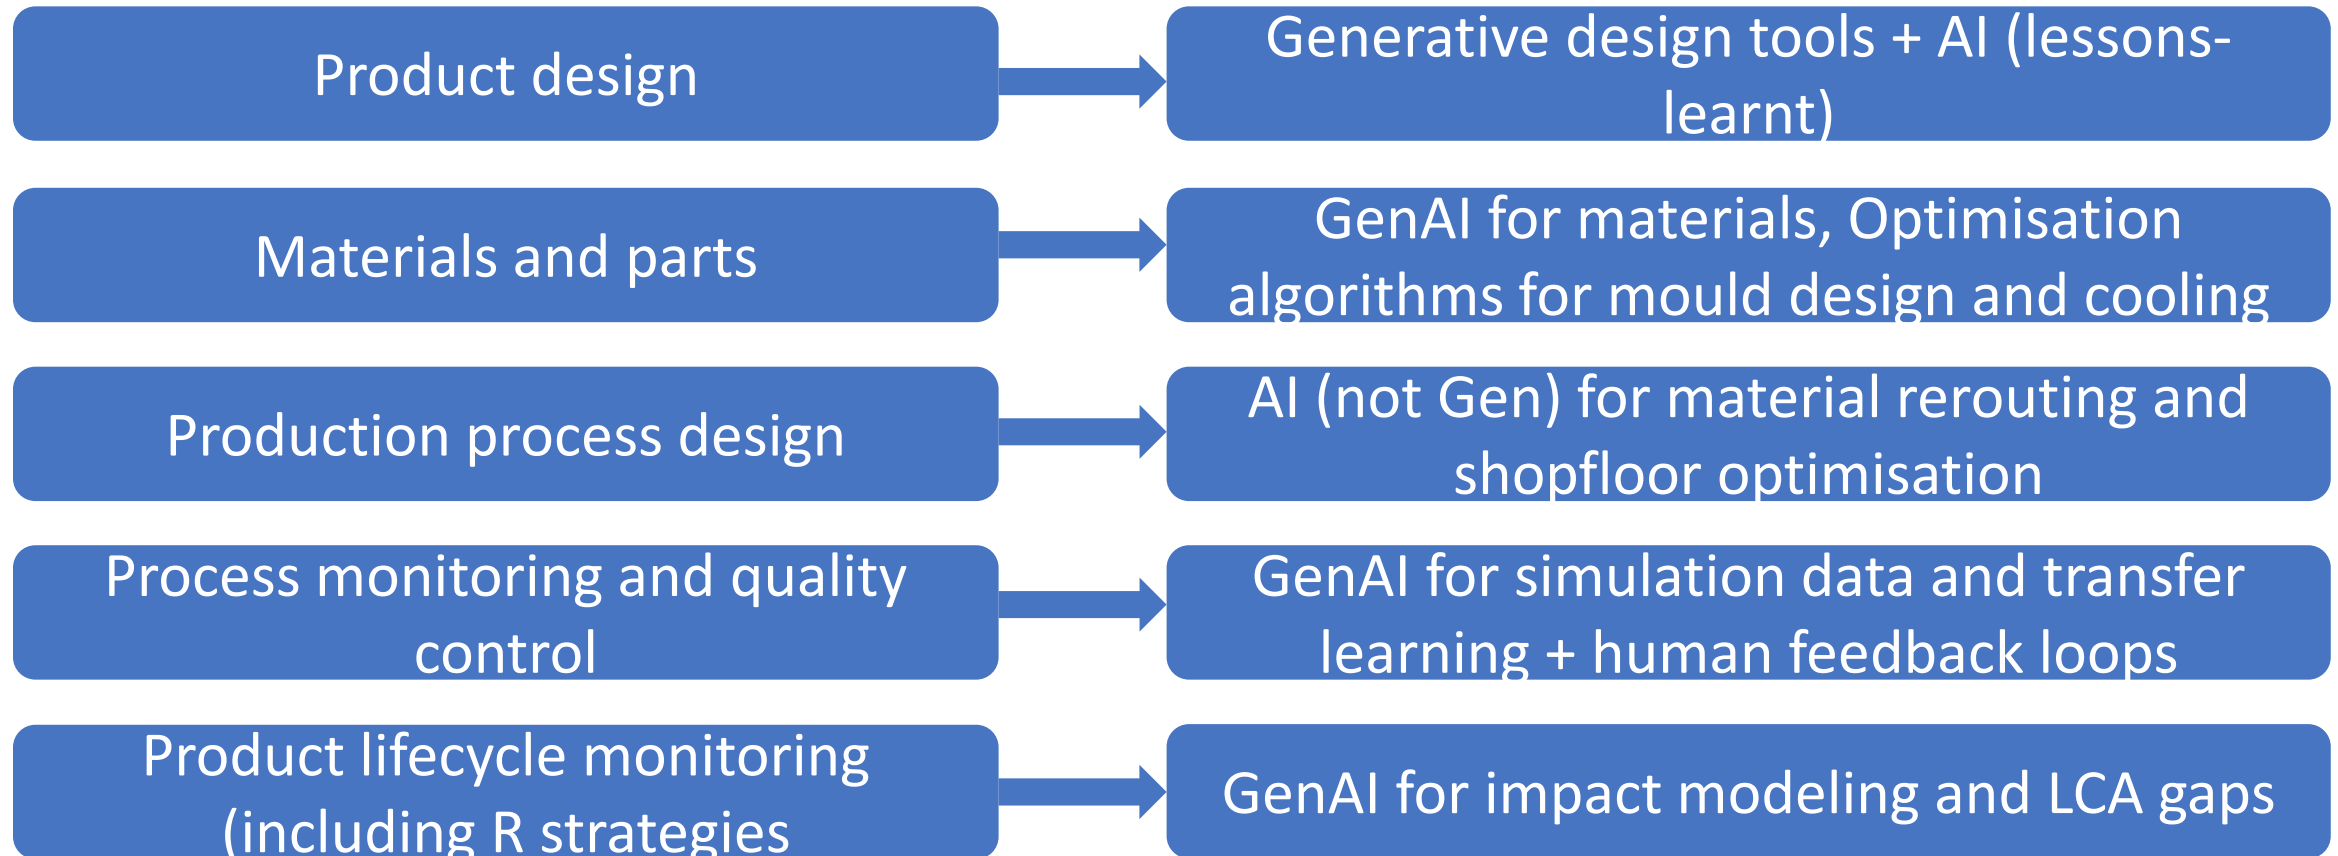 Product design
Generative design tools + AI (lessons-
learnt)
Materials and parts
GenAI for materials, Optimisation
algorithms for mould design and cooling
Production process design
AI (not Gen) for material rerouting and
shopfloor optimisation
Process monitoring and quality
control
GenAI for simulation data and transfer
learning + human feedback loops
Product lifecycle monitoring
(including R strategies
GenAI for impact modeling and LCA gaps